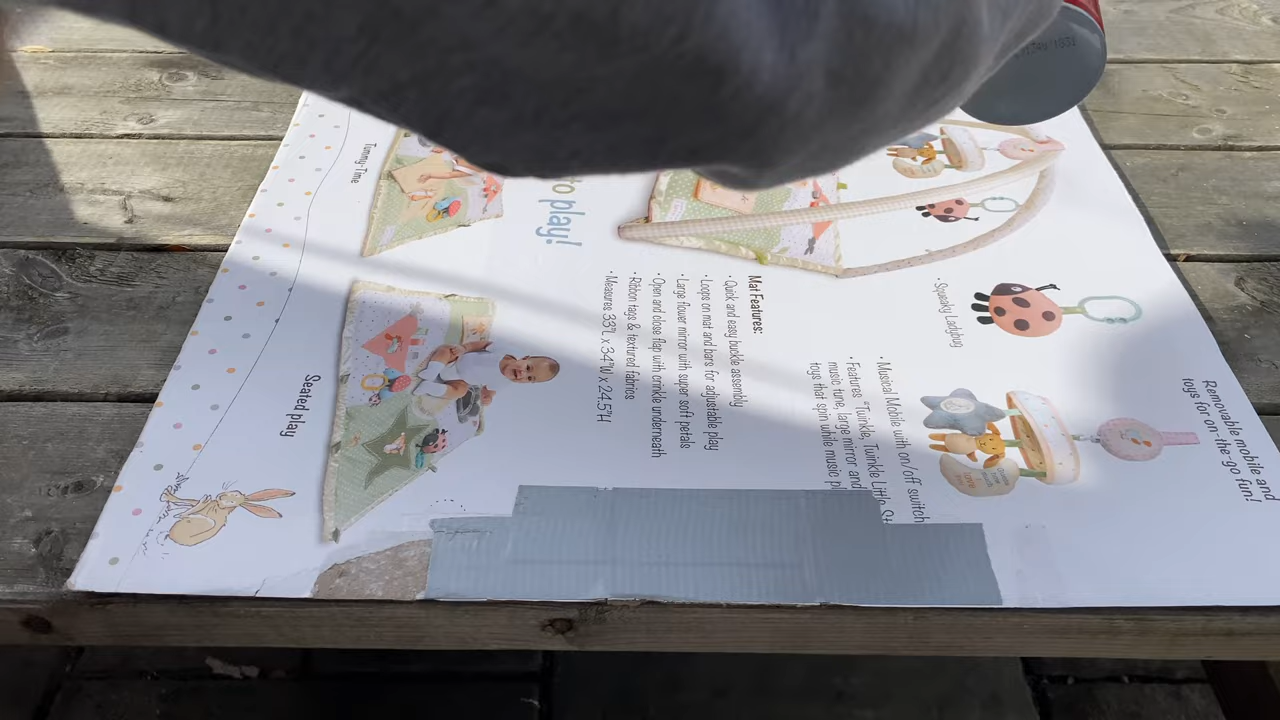 Tummy-Time
to play!
Seated play
Mat Features:
• Quick and easy buckle assembly
• Loops on mat and bars for adjustable play
• Large flower mirror with super soft petals
• Open and close flap with crinkle underneath
• Ribbon tags & textured fabrics
• Measures 33"L x 34"W x 24.5"H
• Squeaky Ladybug
• Musical Mobile with on/off switch
• Features "Twinkle, Twinkle Little St
music tune, large mirror and
toys that spin while music pl
Removable mobile and
toys for on-the-go fun!